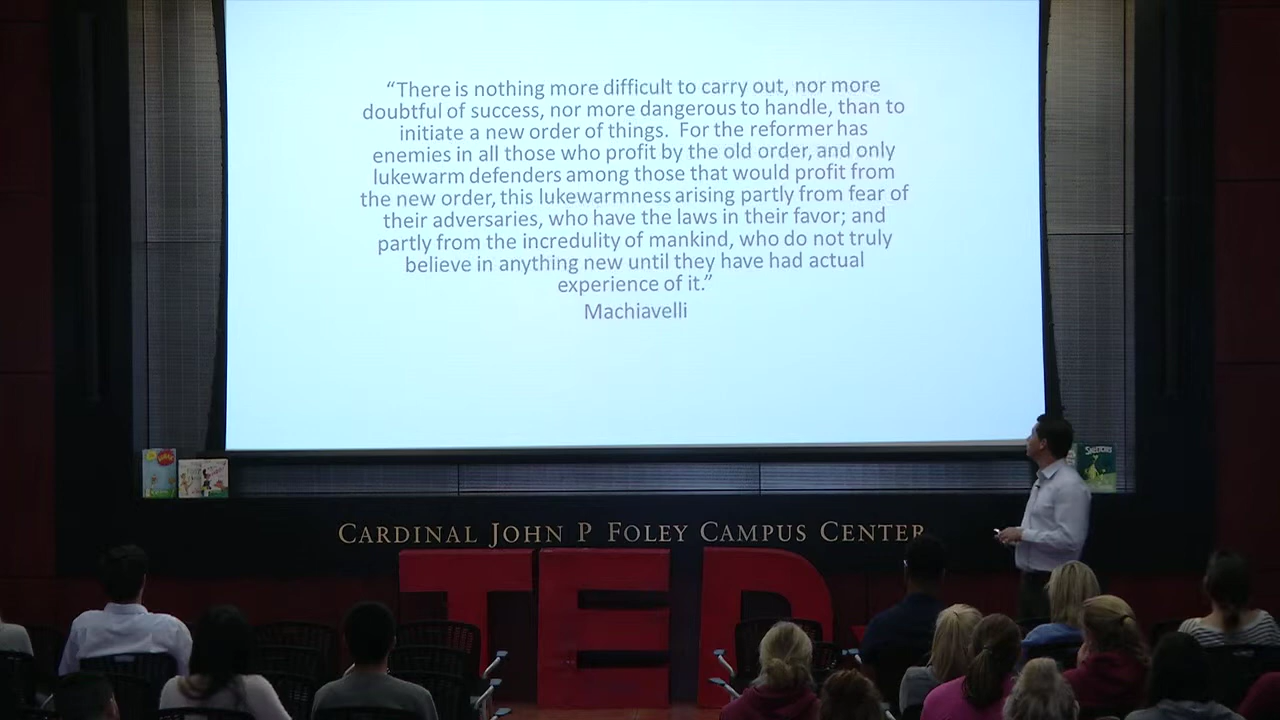 “There is nothing more difficult to carry out, nor more
doubtful of success, nor more dangerous to handle, than to
initiate a new order of things.  For the reformer has
enemies in all those who profit by the old order, and only
lukewarm defenders among those that would profit from
the new order, this lukewarmness arising partly from fear of
their adversaries, who have the laws in their favor; and
partly from the incredulity of mankind, who do not truly
believe in anything new until they have had actual
experience of it.”
Machiavelli
CARDINAL JOHN P FOLEY CAMPUS CENTER
TED